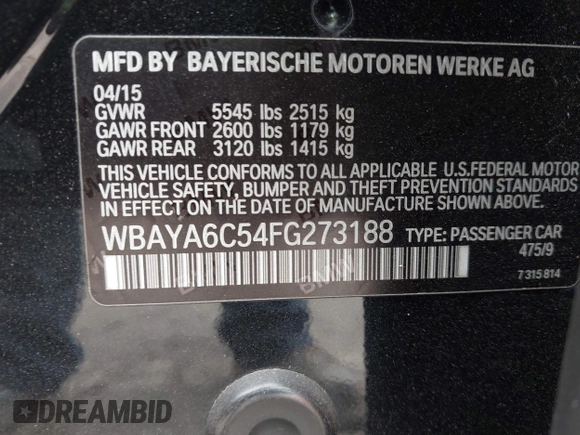 MFD BY BAYERISCHE MOTOREN WERKE AG
04/15
GVWR 5545 lbs 2515 kg
GAWR FRONT 2600 lbs 1179 kg
GAWR REAR 3120 lbs 1415 kg
THIS VEHICLE CONFORMS TO ALL APPLICABLE U.S.FEDERAL MOTOR
VEHICLE SAFETY, BUMPER AND THEFT PREVENTION STANDARDS
IN EFFECT ON THE DATE OF MANUFACTURE SHOWN ABOVE.
WBAYA6C54FG273188 TYPE: PASSENGER CAR
475/9
7 315 814
DREAMBID